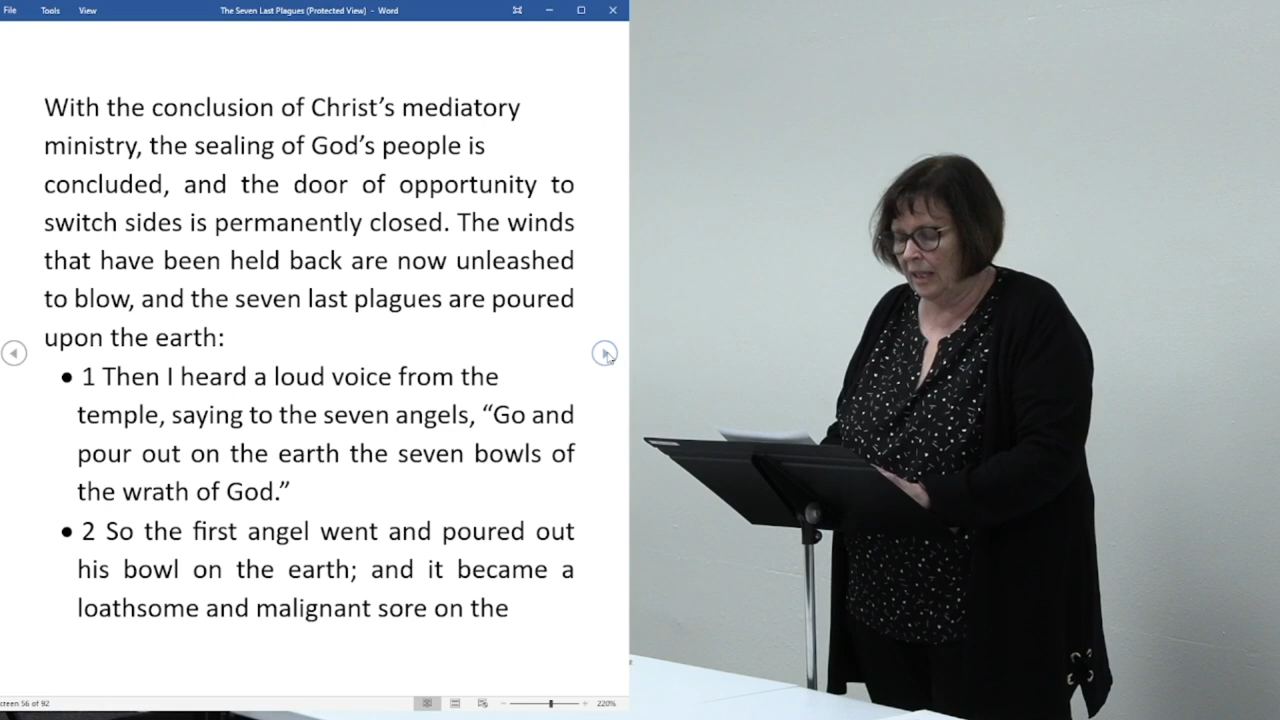 File Tools View The Seven Last Plagues (Protected View) - Word
With the conclusion of Christ’s mediatory
ministry, the sealing of God’s people is
concluded, and the door of opportunity to
switch sides is permanently closed. The winds
that have been held back are now unleashed
to blow, and the seven last plagues are poured
upon the earth:
• 1 Then I heard a loud voice from the
temple, saying to the seven angels, “Go and
pour out on the earth the seven bowls of
the wrath of God.”
• 2 So the first angel went and poured out
his bowl on the earth; and it became a
loathsome and malignant sore on the
creen 56 of 92 220%